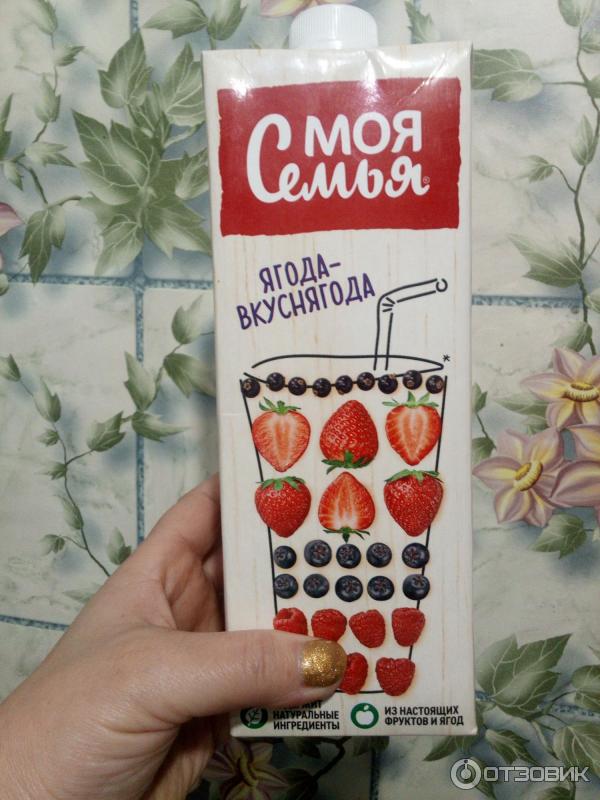 МОЯ
Семья®
ЯГОДА-
ВКУСНЯГОДА
*
НАТУРАЛЬНЫЕ
ИНГРЕДИЕНТЫ
ИЗ НАСТОЯЩИХ
ФРУКТОВ И ЯГОД
ОТЗОВИК